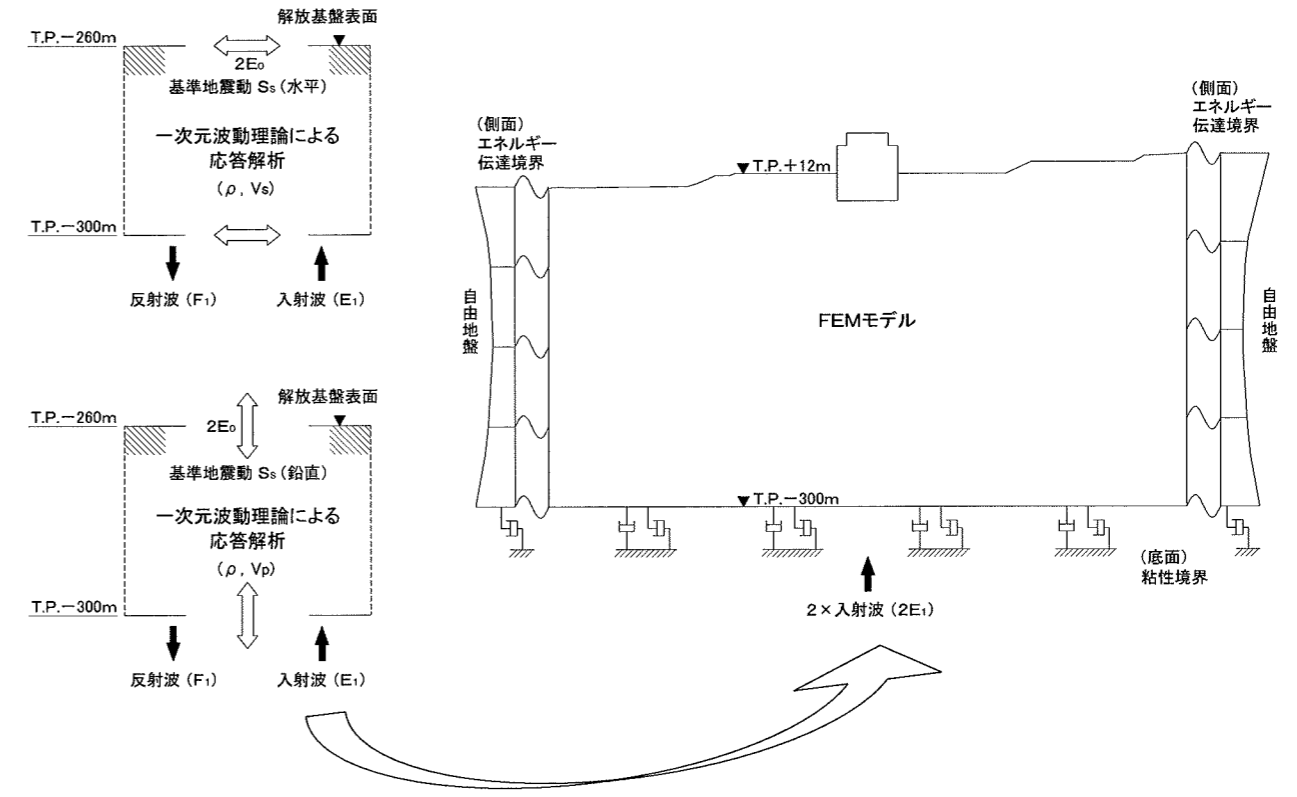 解放基盤表面
T.P.－260m
2E₀
基準地震動 Ss（水平）
一次元波動理論による
応答解析
（ρ, Vs）
T.P.－300m
反射波（F₁）
入射波（E₁）
解放基盤表面
T.P.－260m
2E₀
基準地震動 Ss（鉛直）
一次元波動理論による
応答解析
（ρ, Vp）
T.P.－300m
反射波（F₁）
入射波（E₁）
（側面）
エネルギー
伝達境界
T.P.＋12m
（側面）
エネルギー
伝達境界
自由地盤
FEMモデル
自由地盤
T.P.－300m
（底面）
粘性境界
2×入射波（2E₁）